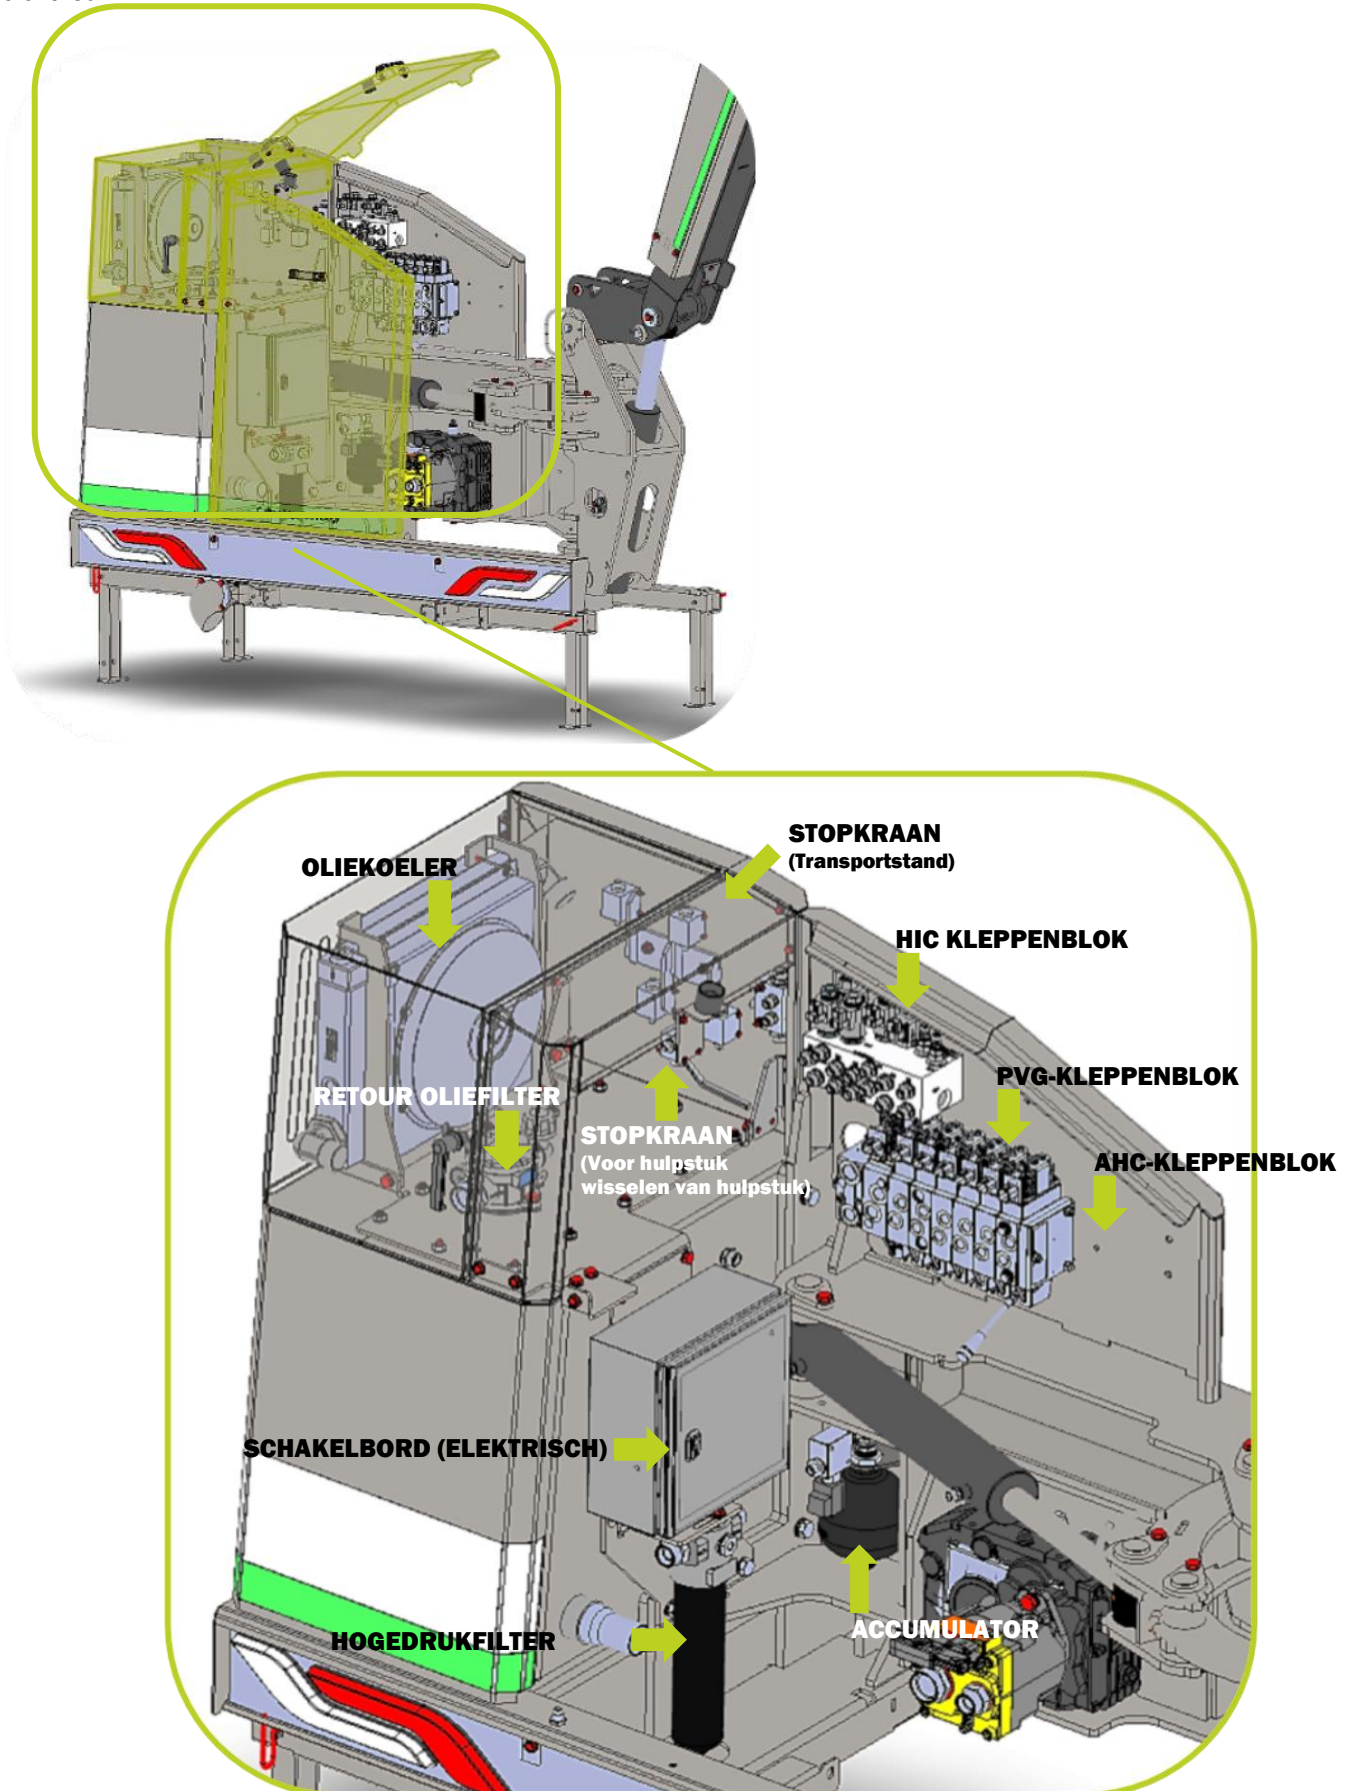 STOPKRAAN
(Transportstand)
OLIEKOELER
HIC KLEPPENBLOK
PVG-KLEPPENBLOK
RETOUR OLIEFILTER
STOPKRAAN
(Voor hulpstuk
wisselen van hulpstuk)
AHC-KLEPPENBLOK
SCHAKELBORD (ELEKTRISCH)
ACCUMULATOR
HOGEDRUKFILTER